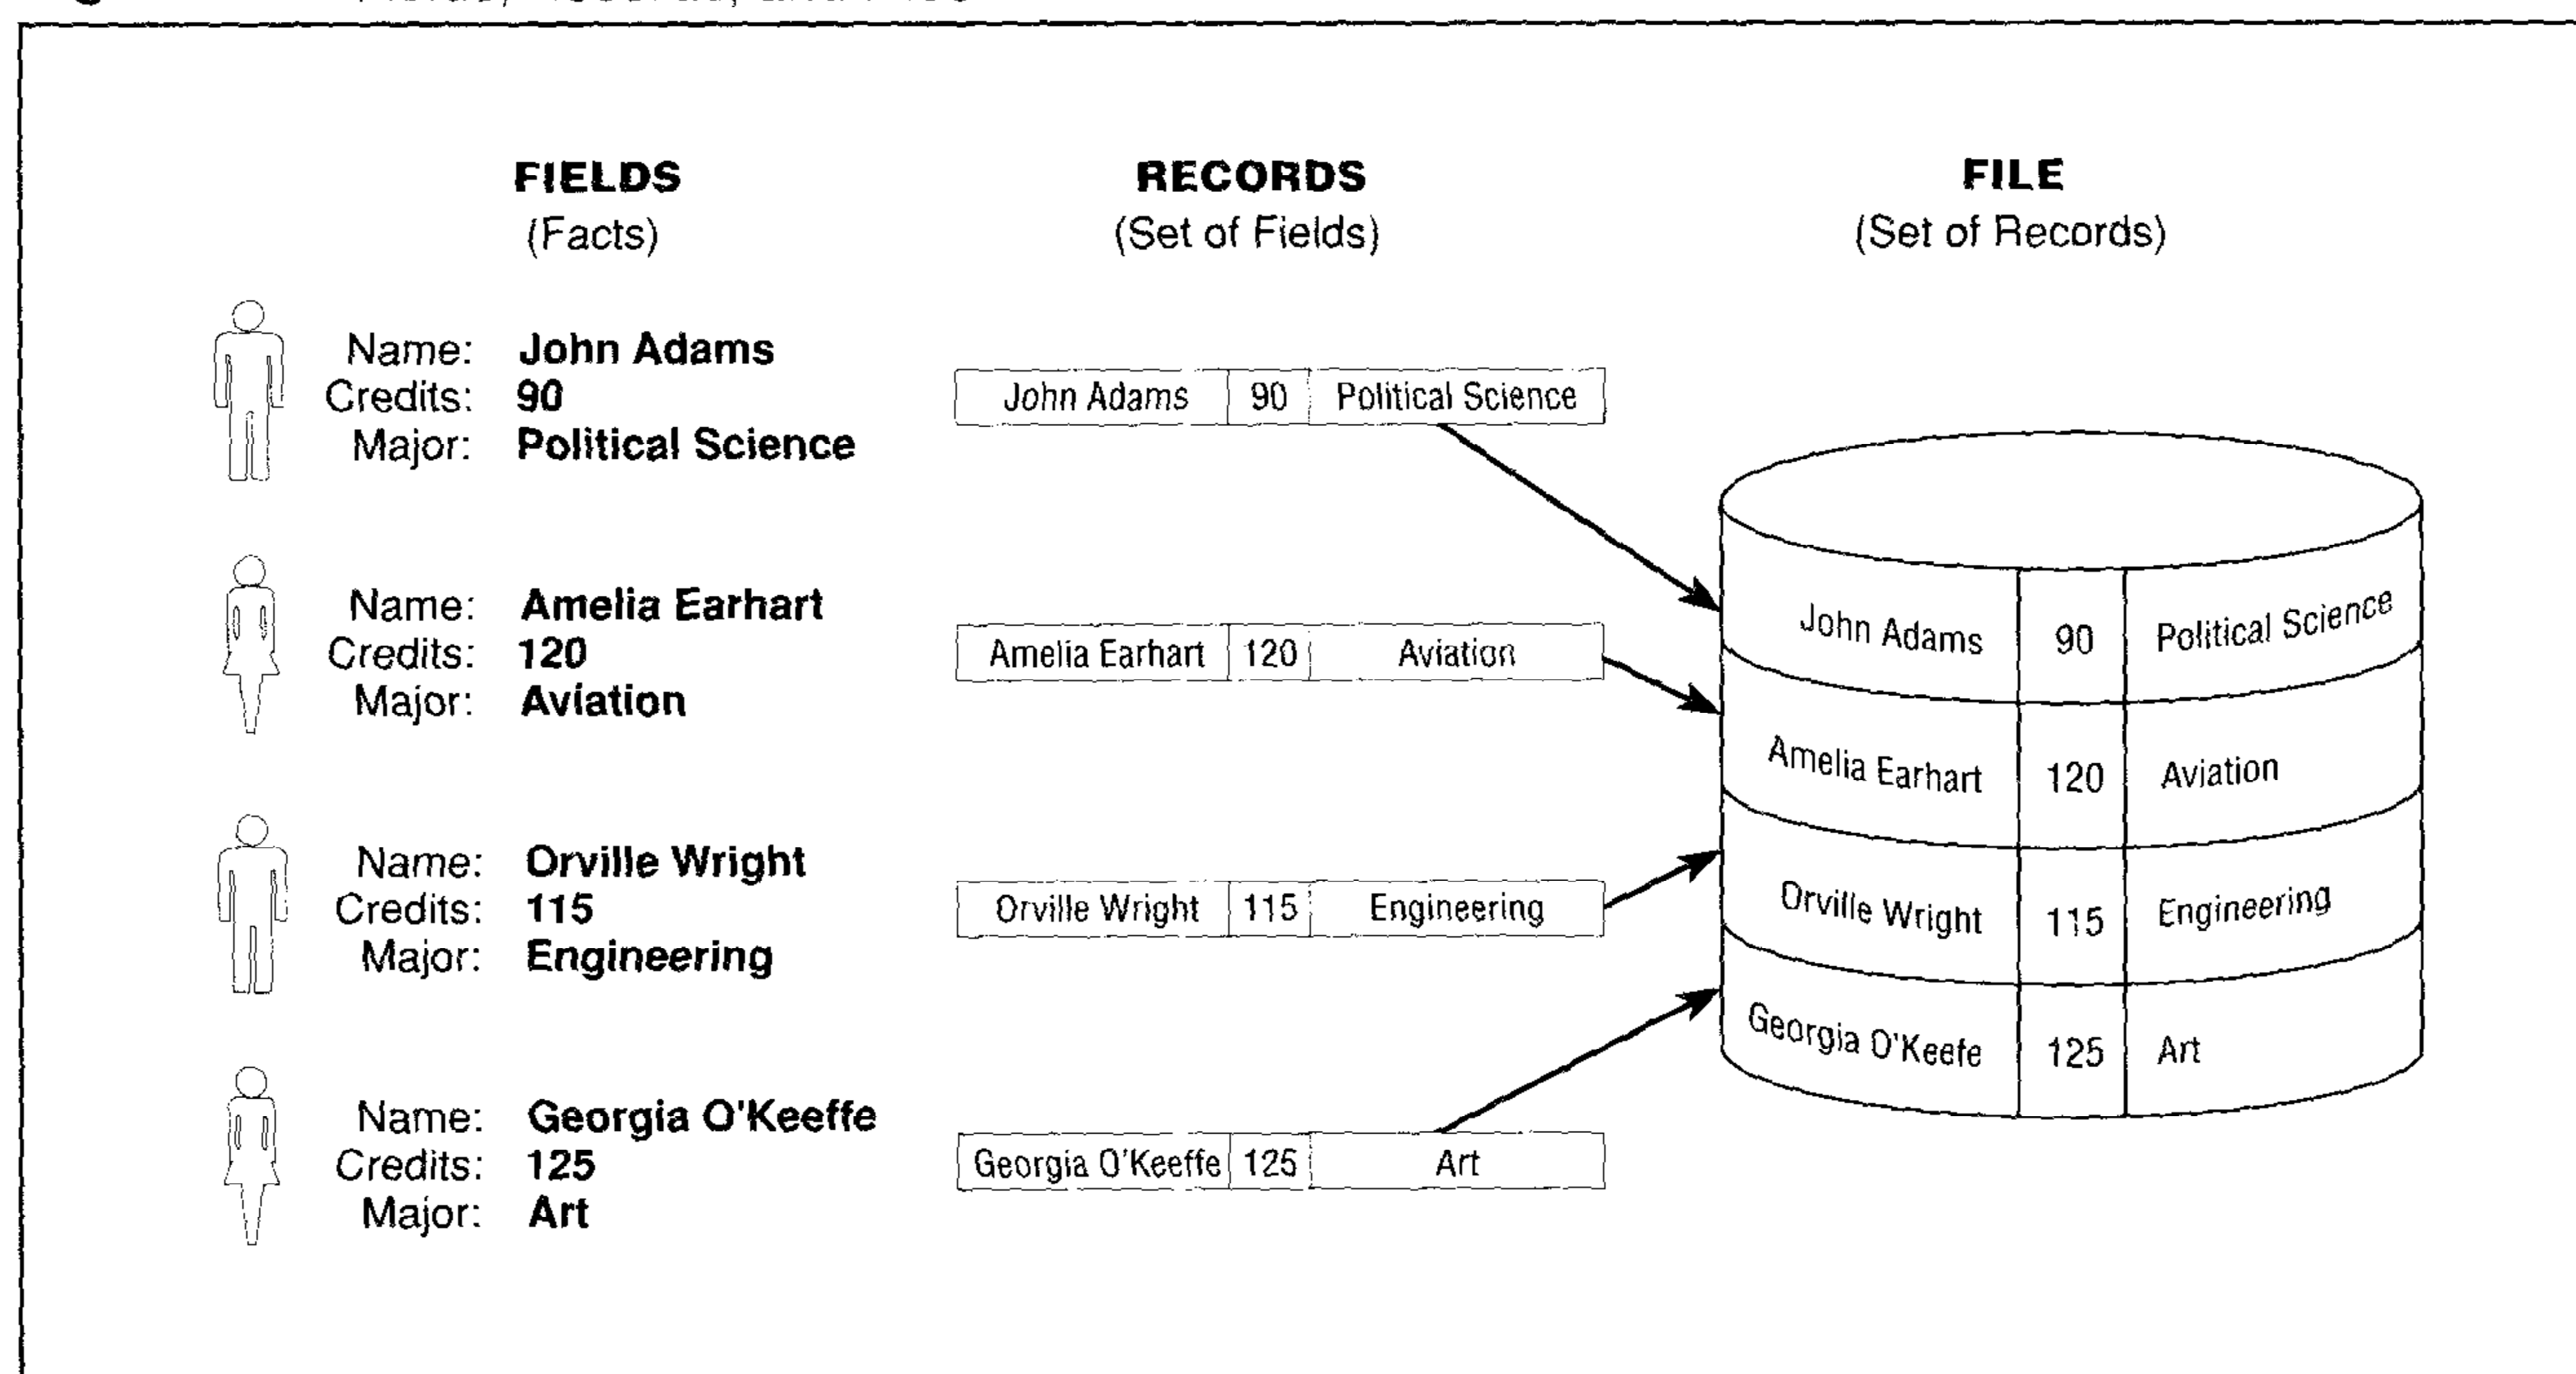 FIELDS
(Facts)
RECORDS
(Set of Fields)
FILE
(Set of Records)
Name: John Adams
Credits: 90
Major: Political Science
Name: Amelia Earhart
Credits: 120
Major: Aviation
Name: Orville Wright
Credits: 115
Major: Engineering
Name: Georgia O'Keeffe
Credits: 125
Major: Art
John Adams 90 Political Science
Amelia Earhart 120 Aviation
Orville Wright 115 Engineering
Georgia O'Keeffe 125 Art
John Adams 90 Political Science
Amelia Earhart 120 Aviation
Orville Wright 115 Engineering
Georgia O'Keefe 125 Art